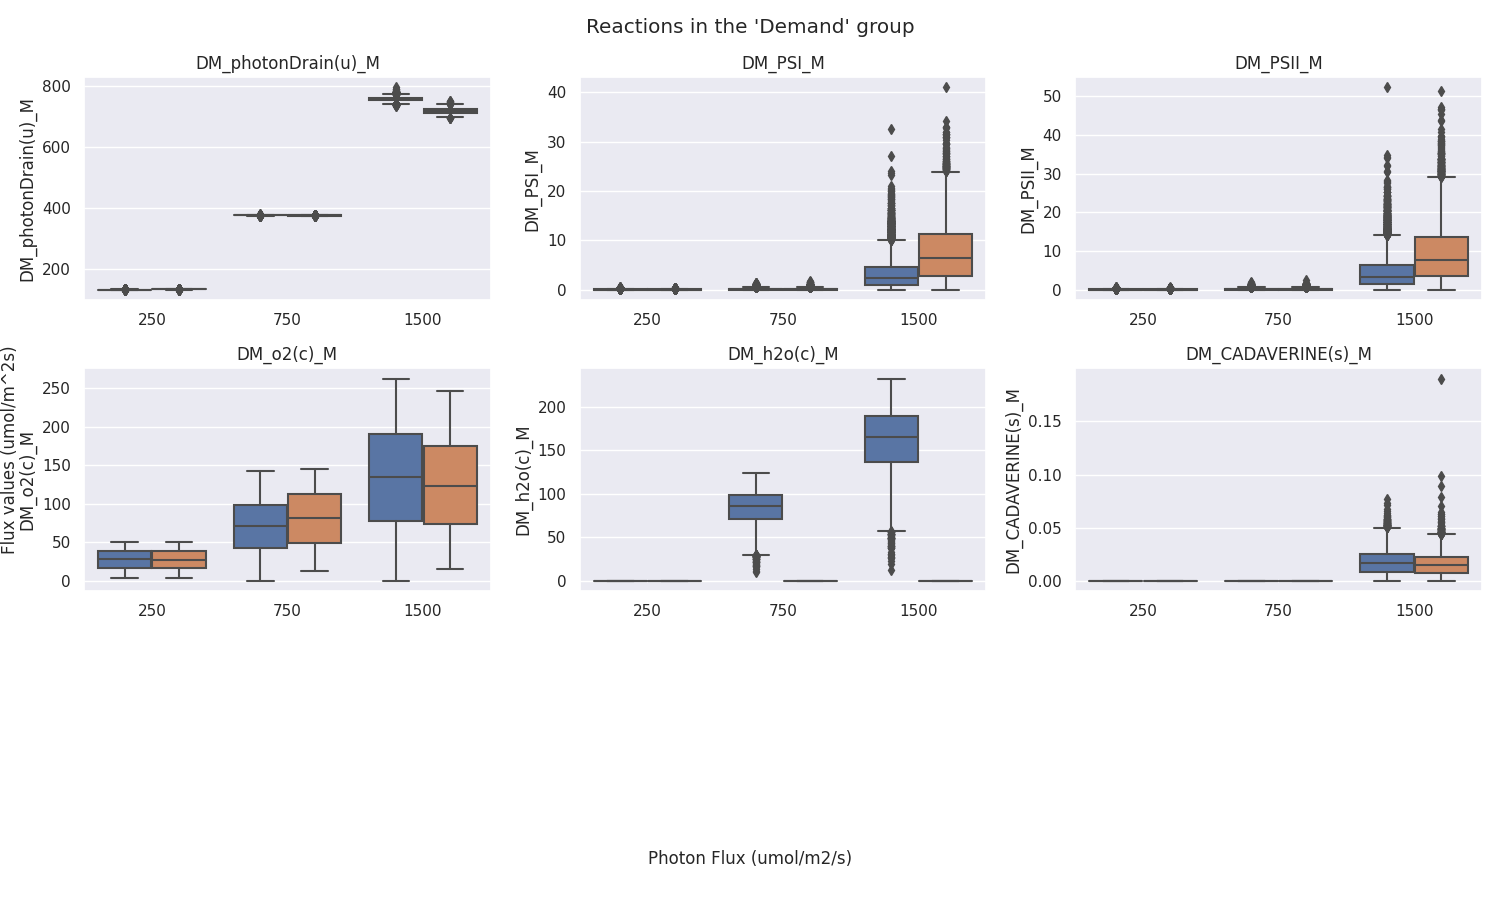 Reactions in the 'Demand' group
DM_photonDrain(u)_M
DM_photonDrain(u)_M
800
600
400
200
250 750 1500
DM_PSI_M
DM_PSI_M
40
30
20
10
0
250 750 1500
DM_PSII_M
DM_PSII_M
50
40
30
20
10
0
250 750 1500
Flux values (umol/m^2s)
DM_o2(c)_M
DM_o2(c)_M
250
200
150
100
50
0
250 750 1500
DM_h2o(c)_M
DM_h2o(c)_M
200
150
100
50
0
250 750 1500
DM_CADAVERINE(s)_M
DM_CADAVERINE(s)_M
0.15
0.10
0.05
0.00
250 750 1500
Photon Flux (umol/m2/s)